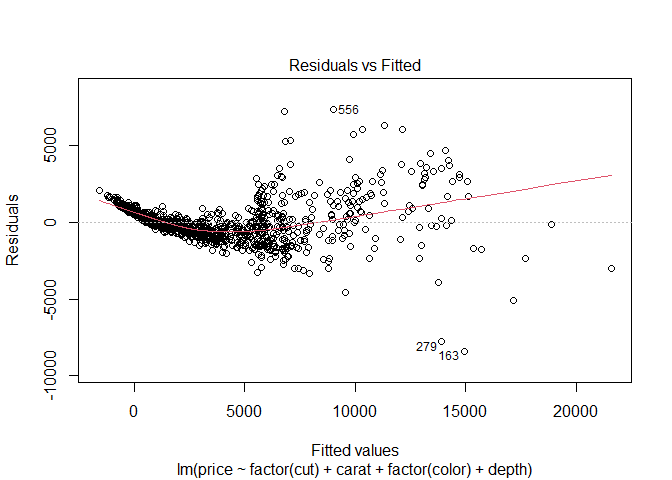 Residuals vs Fitted
Residuals
5000
0
-5000
-10000
556
279
163
0 5000 10000 15000 20000
Fitted values
lm(price ~ factor(cut) + carat + factor(color) + depth)